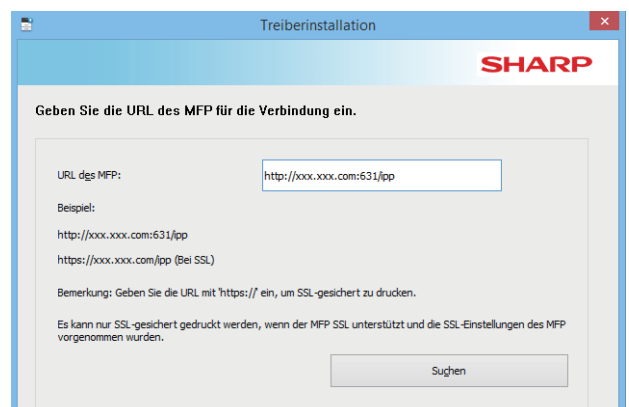 Treiberinstallation
SHARP
Geben Sie die URL des MFP für die Verbindung ein.
URL des MFP:
http://xxx.xxx.com:631/ipp
Beispiel:
http://xxx.xxx.com:631/ipp
https://xxx.xxx.com/ipp (Bei SSL)
Bemerkung: Geben Sie die URL mit 'https://' ein, um SSL-gesichert zu drucken.
Es kann nur SSL-gesichert gedruckt werden, wenn der MFP SSL unterstützt und die SSL-Einstellungen des MFP
vorgenommen wurden.
Suchen